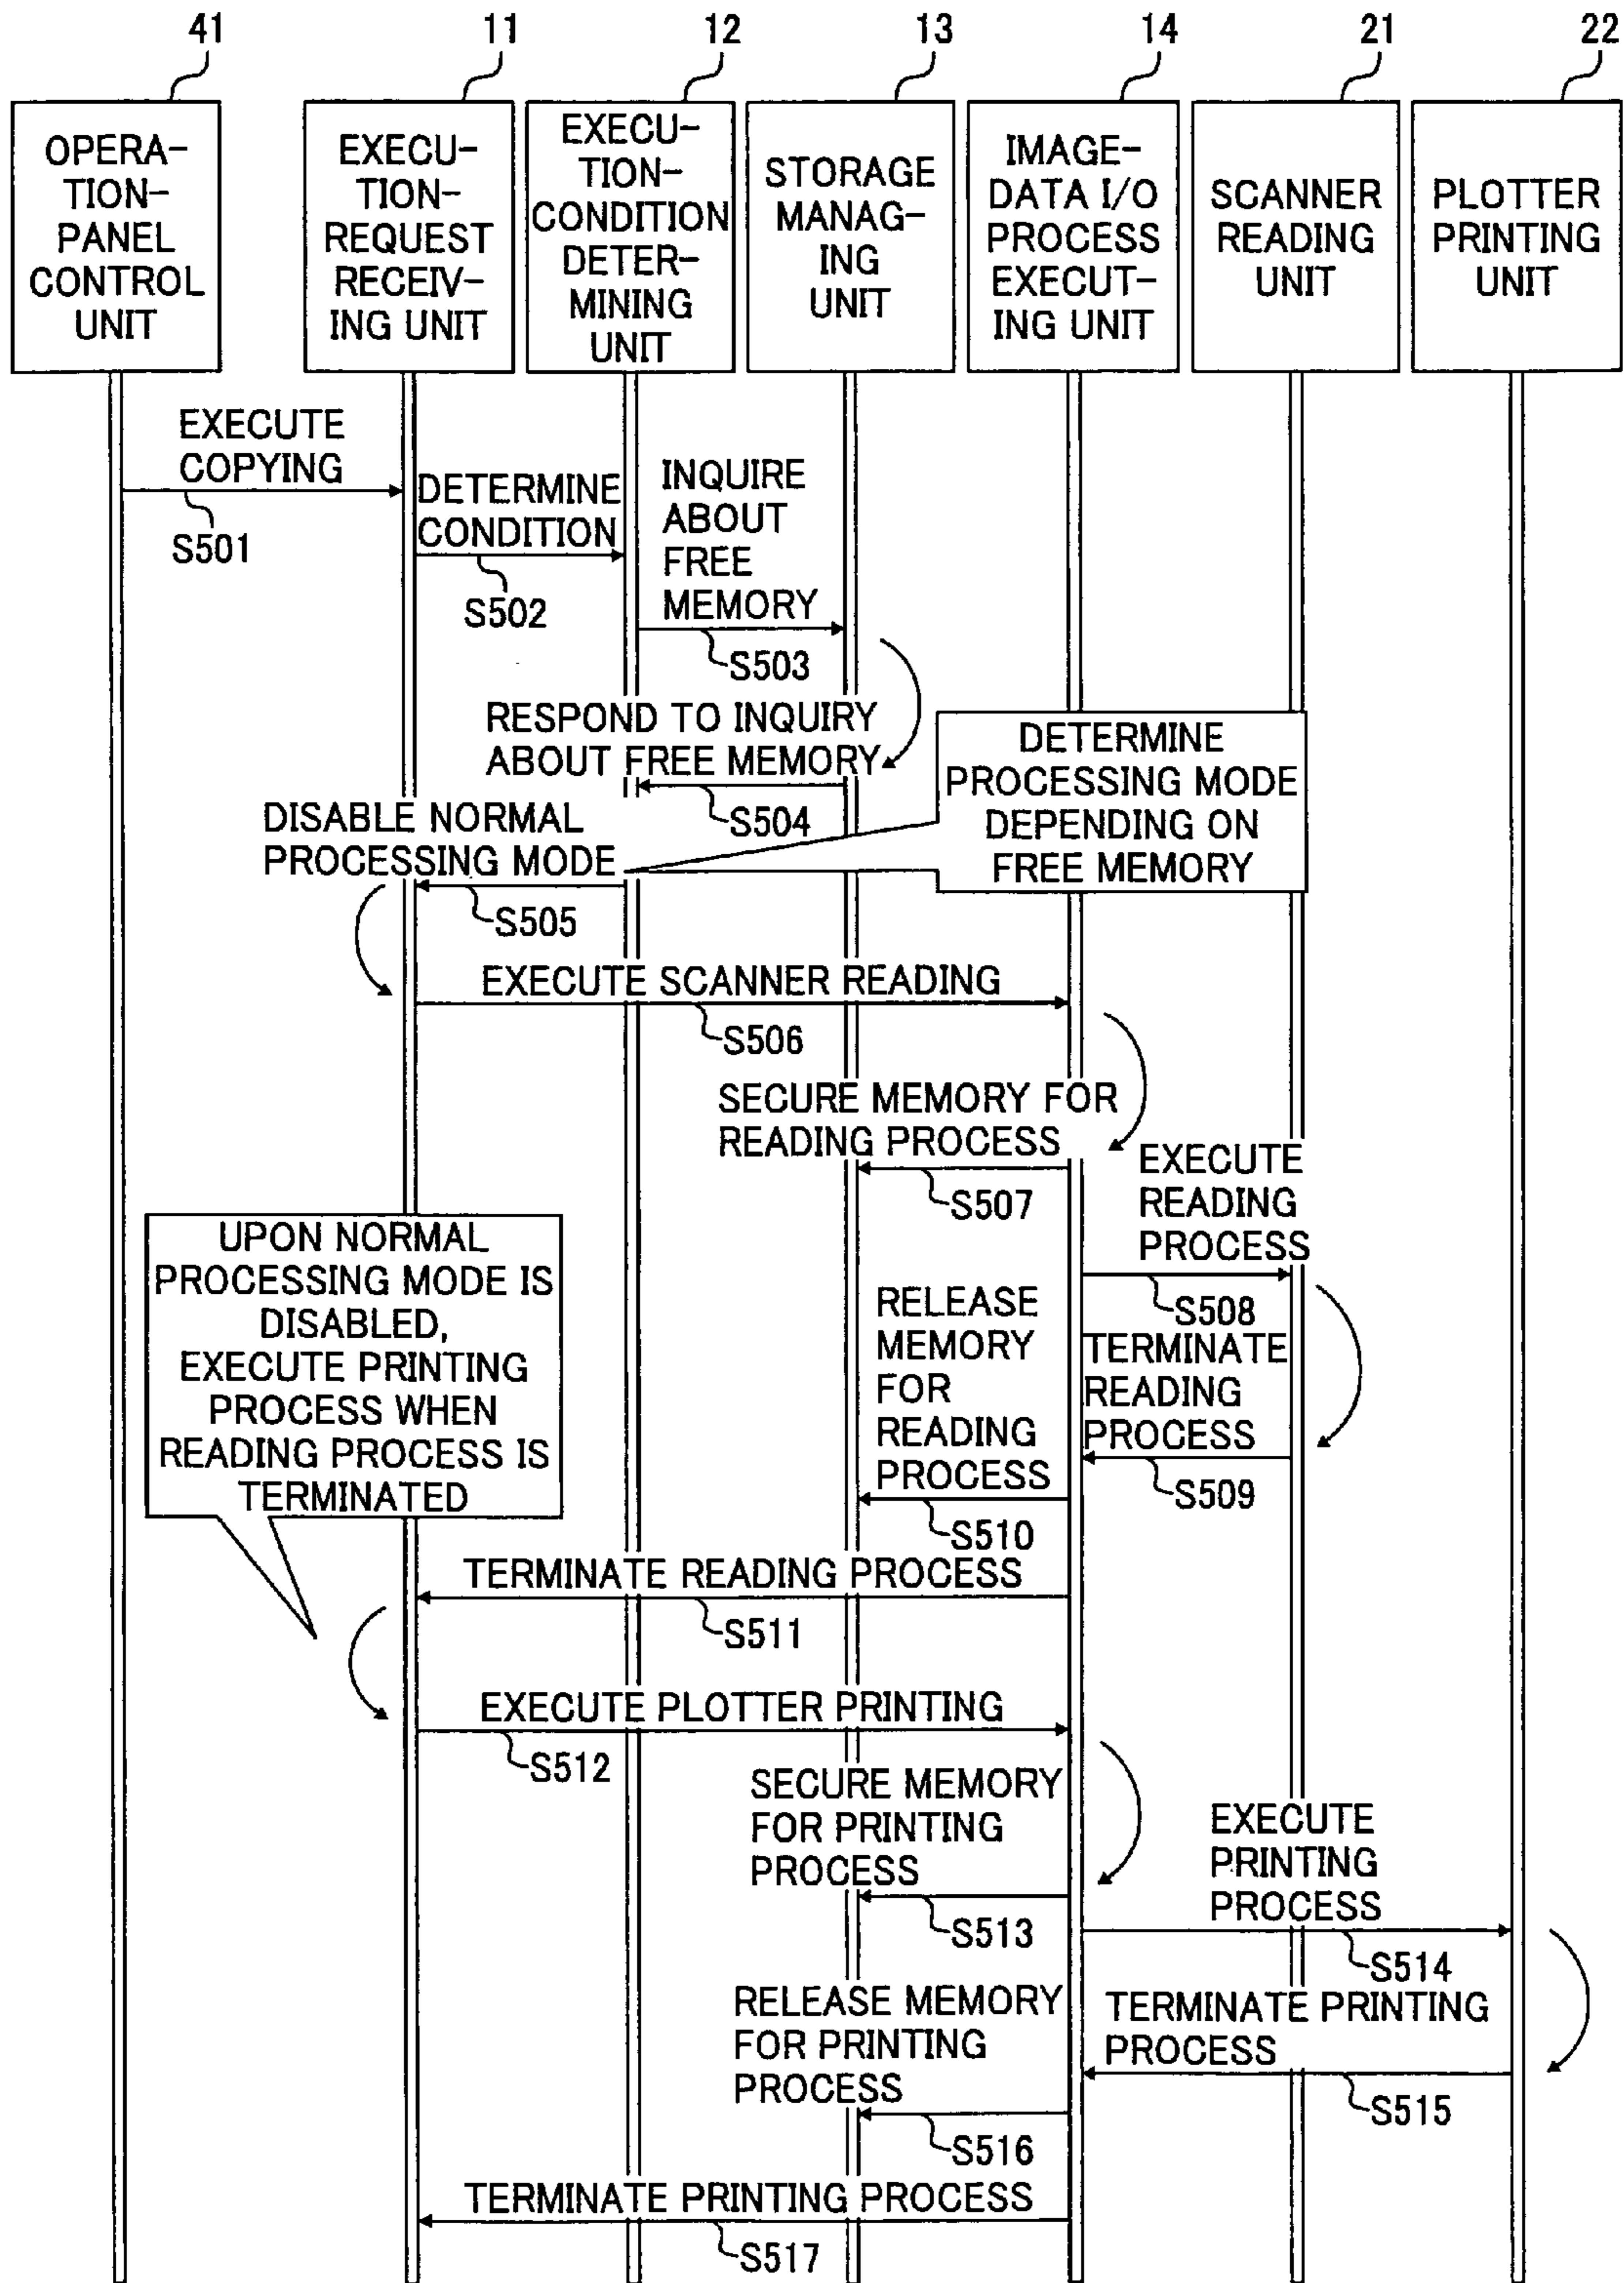 41
11
12
13
14
21
22
OPERA-
TION-
PANEL
CONTROL
UNIT
EXECU-
TION-
REQUEST
RECEIV-
ING UNIT
EXECU-
TION-
CONDITION
DETER-
MINING
UNIT
STORAGE
MANAG-
ING
UNIT
IMAGE-
DATA I/O
PROCESS
EXECUT-
ING UNIT
SCANNER
READING
UNIT
PLOTTER
PRINTING
UNIT
EXECUTE
COPYING
S501
DETERMINE
CONDITION
S502
INQUIRE
ABOUT
FREE
MEMORY
S503
RESPOND TO INQUIRY
ABOUT FREE MEMORY
S504
DETERMINE
PROCESSING MODE
DEPENDING ON
FREE MEMORY
DISABLE NORMAL
PROCESSING MODE
S505
EXECUTE SCANNER READING
S506
SECURE MEMORY FOR
READING PROCESS
S507
EXECUTE
READING
PROCESS
S508
UPON NORMAL
PROCESSING MODE IS
DISABLED,
EXECUTE PRINTING
PROCESS WHEN
READING PROCESS IS
TERMINATED
TERMINATE
READING
PROCESS
S509
RELEASE
MEMORY
FOR
READING
PROCESS
S510
TERMINATE READING PROCESS
S511
EXECUTE PLOTTER PRINTING
S512
SECURE MEMORY
FOR PRINTING
PROCESS
S513
EXECUTE
PRINTING
PROCESS
S514
TERMINATE PRINTING
PROCESS
S515
RELEASE MEMORY
FOR PRINTING
PROCESS
S516
TERMINATE PRINTING PROCESS
S517